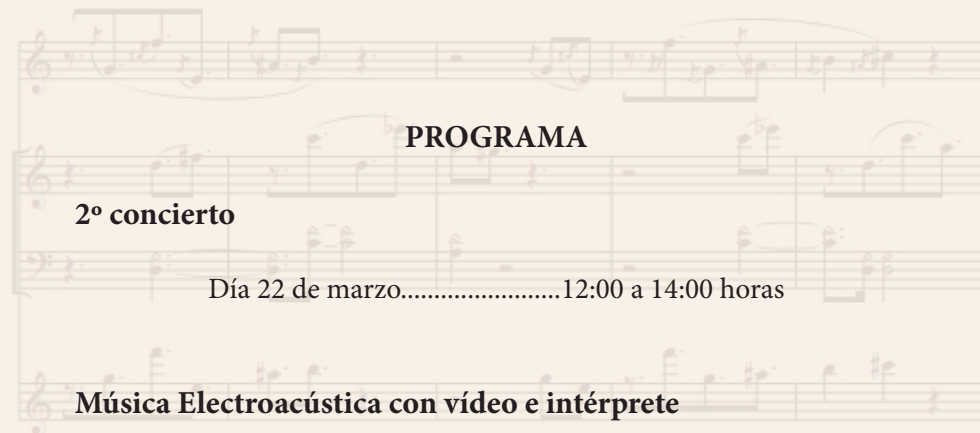 PROGRAMA
2º concierto
Día 22 de marzo........................12:00 a 14:00 horas
Música Electroacústica con vídeo e intérprete